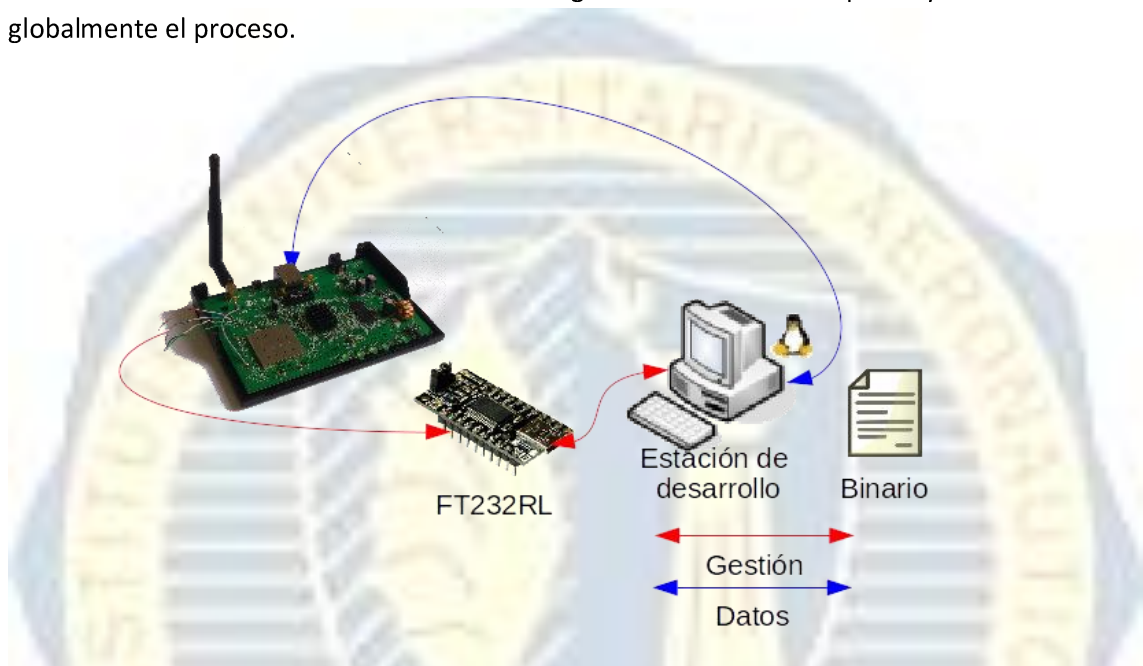 globalmente el proceso.
FT232RL
Estación de
desarrollo
Binario
Gestión
Datos